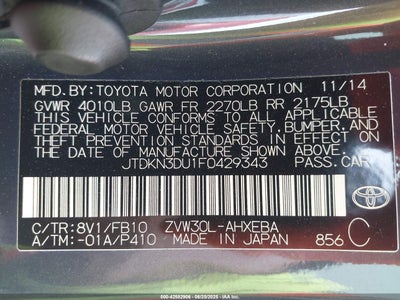 MFD.BY:TOYOTA MOTOR CORPORATION 11/14
GVWR 4010LB GAWR FR 2270LB RR 2175LB
THIS VEHICLE CONFORMS TO ALL APPLICABLE
FEDERAL MOTOR VEHICLE SAFETY, BUMPER, AND
THEFT PREVENTION STANDARDS IN EFFECT ON
THE DATE OF MANUFACTURE SHOWN ABOVE.
JTDKN3DU1F0429343 PASS.CAR
C/TR:8V1/FB10 ZVW30L-AHXEBA
A/TM:-01A/P410 MADE IN JAPAN 856 C
TOYOTA